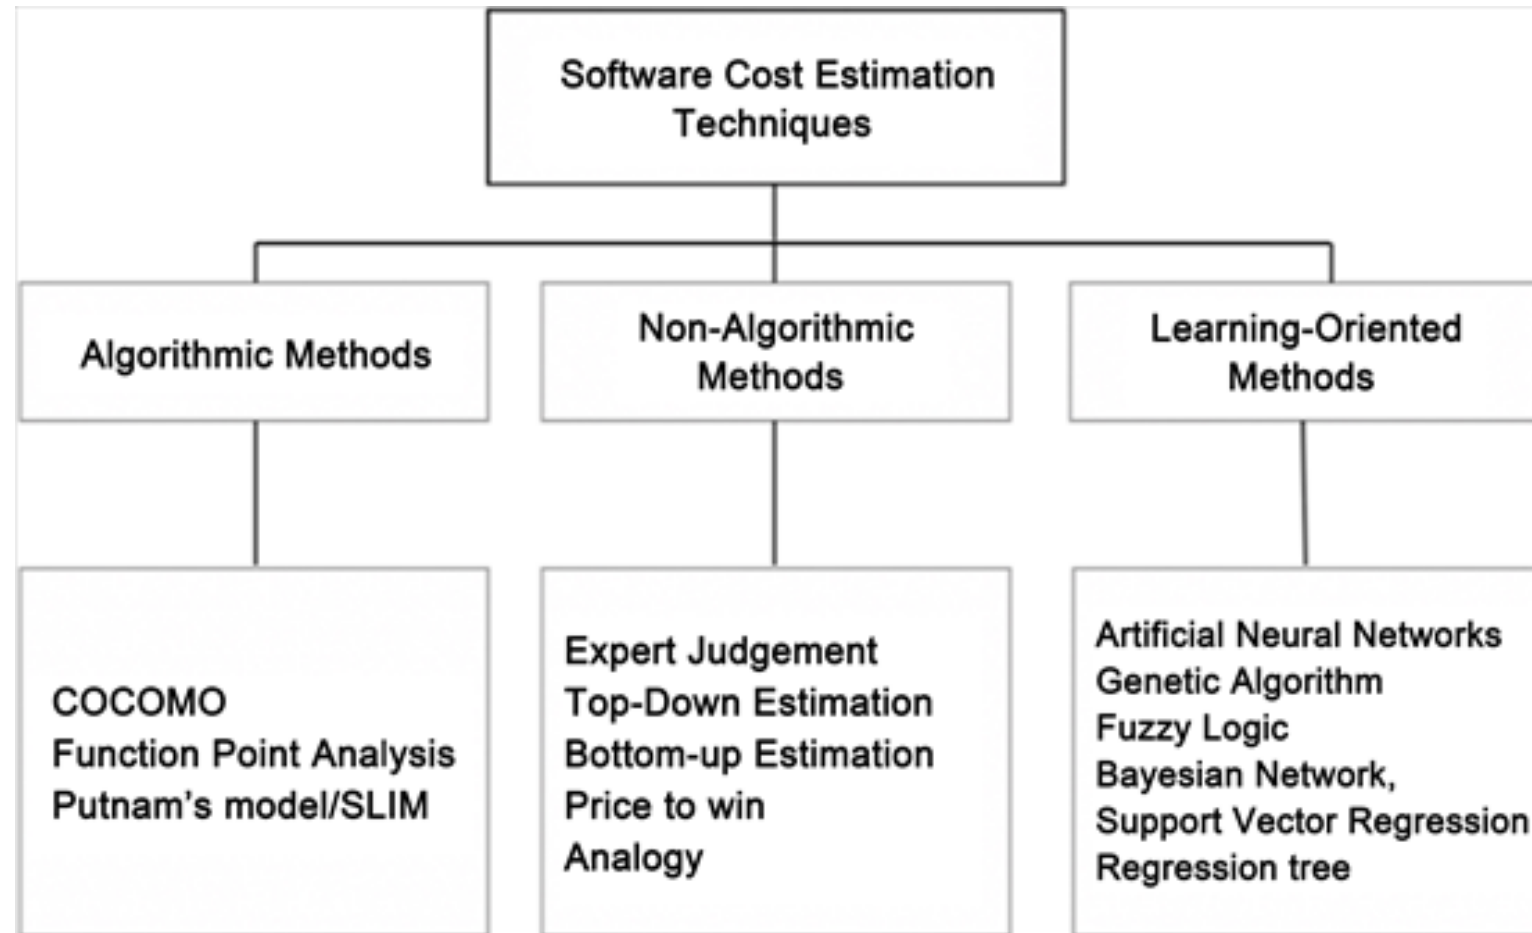 Software Cost Estimation
Techniques
Algorithmic Methods
Non-Algorithmic
Methods
Learning-Oriented
Methods
COCOMO
Function Point Analysis
Putnam's model/SLIM
Expert Judgement
Top-Down Estimation
Bottom-up Estimation
Price to win
Analogy
Artificial Neural Networks
Genetic Algorithm
Fuzzy Logic
Bayesian Network,
Support Vector Regression
Regression tree